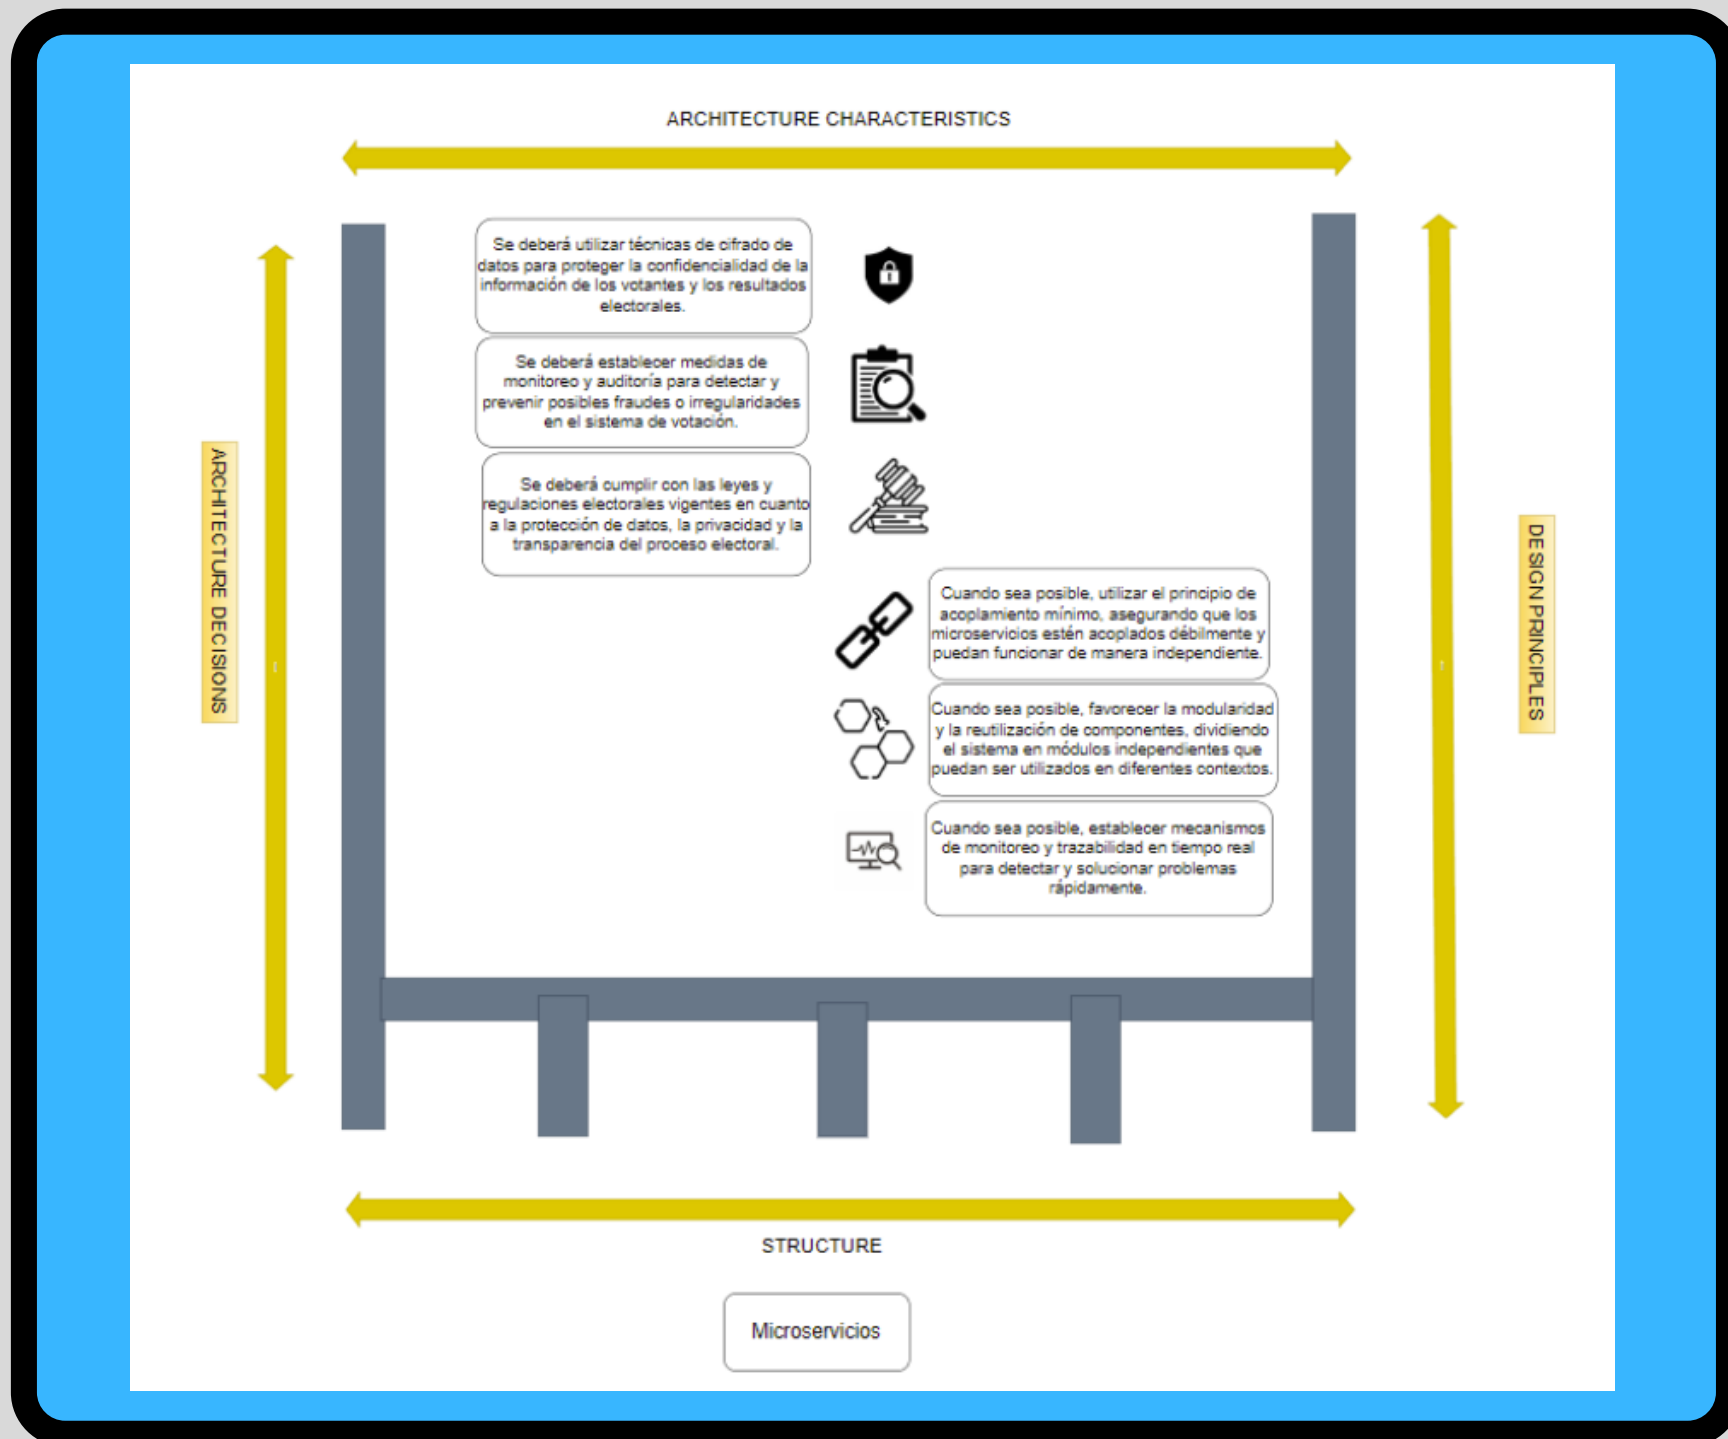 ARCHITECTURE CHARACTERISTICS
Se deberá utilizar técnicas de cifrado de
datos para proteger la confidencialidad de la
información de los votantes y los resultados
electorales.
Se deberá establecer medidas de
monitoreo y auditoría para detectar y
prevenir posibles fraudes o irregularidades
en el sistema de votación.
Se deberá cumplir con las leyes y
regulaciones electorales vigentes en cuanto
a la protección de datos, la privacidad y la
transparencia del proceso electoral.
ARCHITECTURE DECISIONS
Cuando sea posible, utilizar el principio de
acoplamiento mínimo, asegurando que los
microservicios estén acoplados débilmente y
puedan funcionar de manera independiente.
Cuando sea posible, favorecer la modularidad
y la reutilización de componentes, dividiendo
el sistema en módulos independientes que
puedan ser utilizados en diferentes contextos.
Cuando sea posible, establecer mecanismos
de monitoreo y trazabilidad en tiempo real
para detectar y solucionar problemas
rápidamente.
DESIGN PRINCIPLES
STRUCTURE
Microservicios